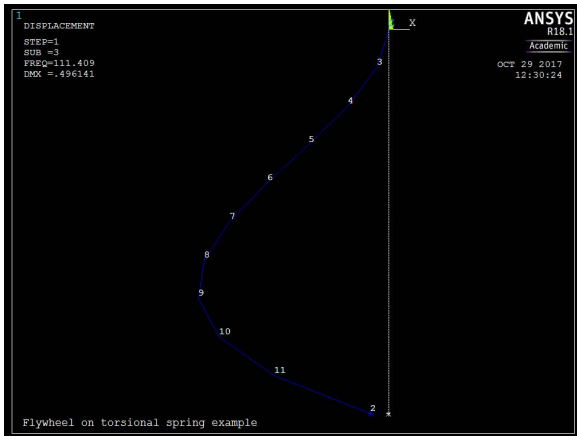 1
DISPLACEMENT
STEP=1
SUB =3
FREQ=111.409
DMX =.496141
X
ANSYS
R18.1
Academic
OCT 29 2017
12:30:24
3
4
5
6
7
8
9
10
11
2
Flywheel on torsional spring example